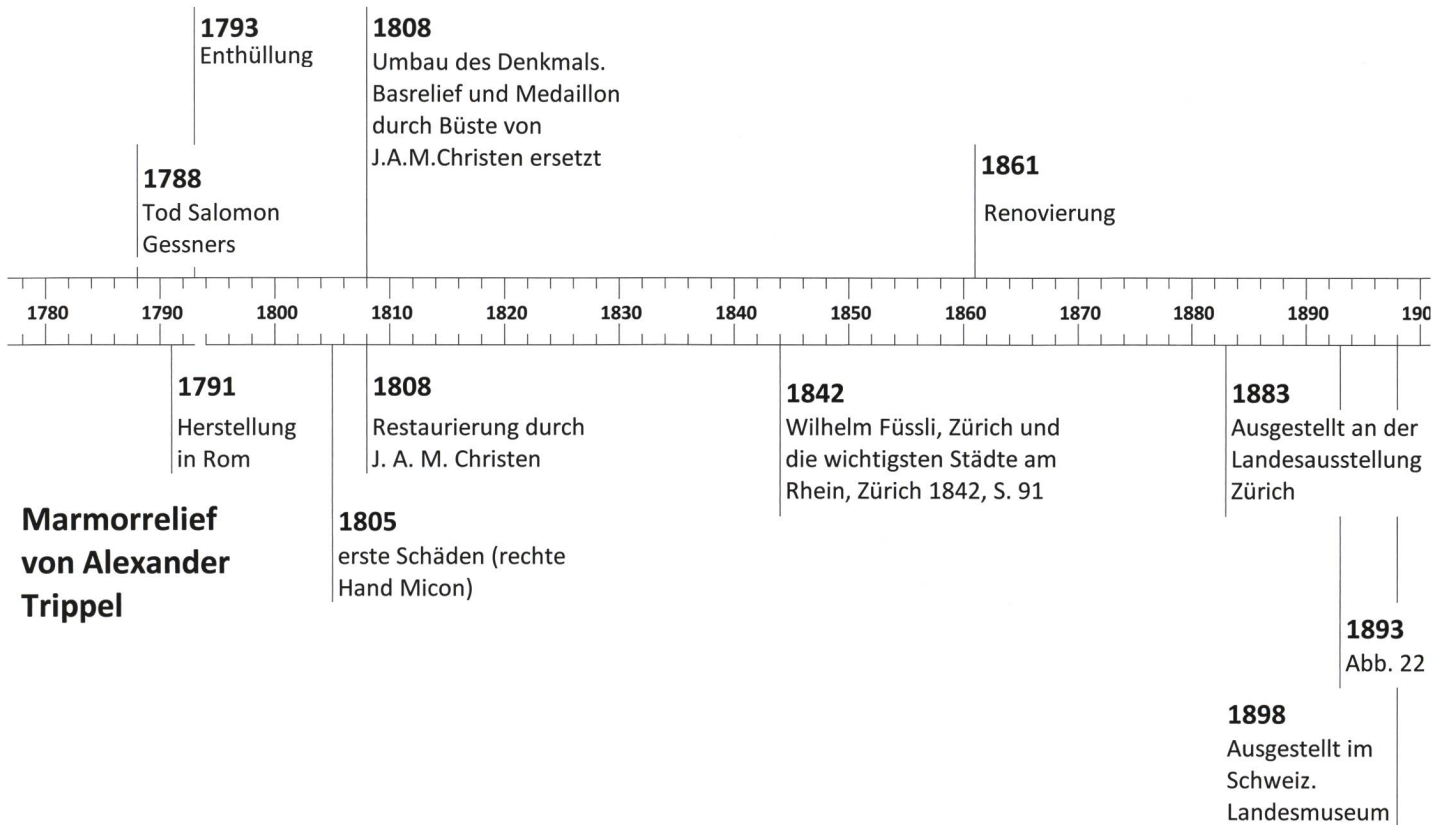 1793
Enthüllung
1808
Umbau des Denkmals.
Basrelief und Medaillon
durch Büste von
J.A.M.Christen ersetzt
1788
Tod Salomon
Gessners
1861
Renovierung
1780 1790 1800 1810 1820 1830 1840 1850 1860 1870 1880 1890 190
1791
Herstellung
in Rom
1808
Restaurierung durch
J. A. M. Christen
1842
Wilhelm Füssli, Zürich und
die wichtigsten Städte am
Rhein, Zürich 1842, S. 91
1883
Ausgestellt an der
Landesausstellung
Zürich
Marmorrelief
von Alexander
Trippel
1805
erste Schäden (rechte
Hand Micon)
1893
Abb. 22
1898
Ausgestellt im
Schweiz.
Landesmuseum